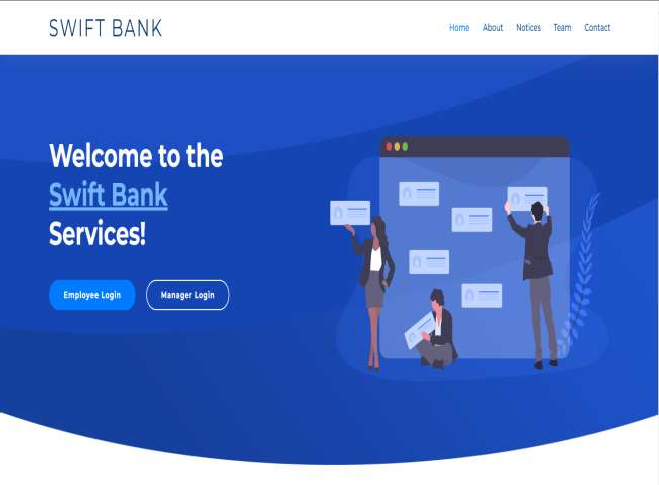 SWIFT BANK
Home About Notices Team Contact
Welcome to the
Swift Bank
Services!
Employee Login Manager Login